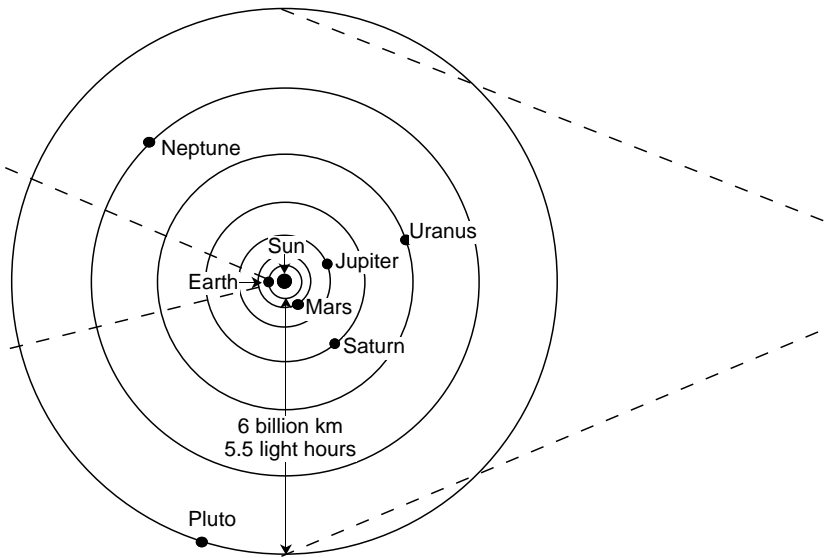 Neptune
Uranus
Sun
Jupiter
Earth
Mars
Saturn
6 billion km
5.5 light hours
Pluto